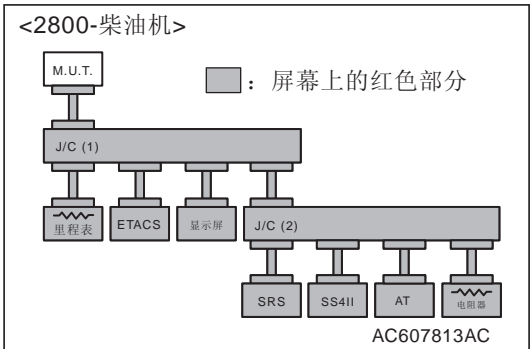 <2800-柴油机>
M.U.T.
：屏幕上的红色部分
J/C (1)
里程表
ETACS
显示屏
J/C (2)
SRS
SS4II
AT
电阻器
AC607813AC